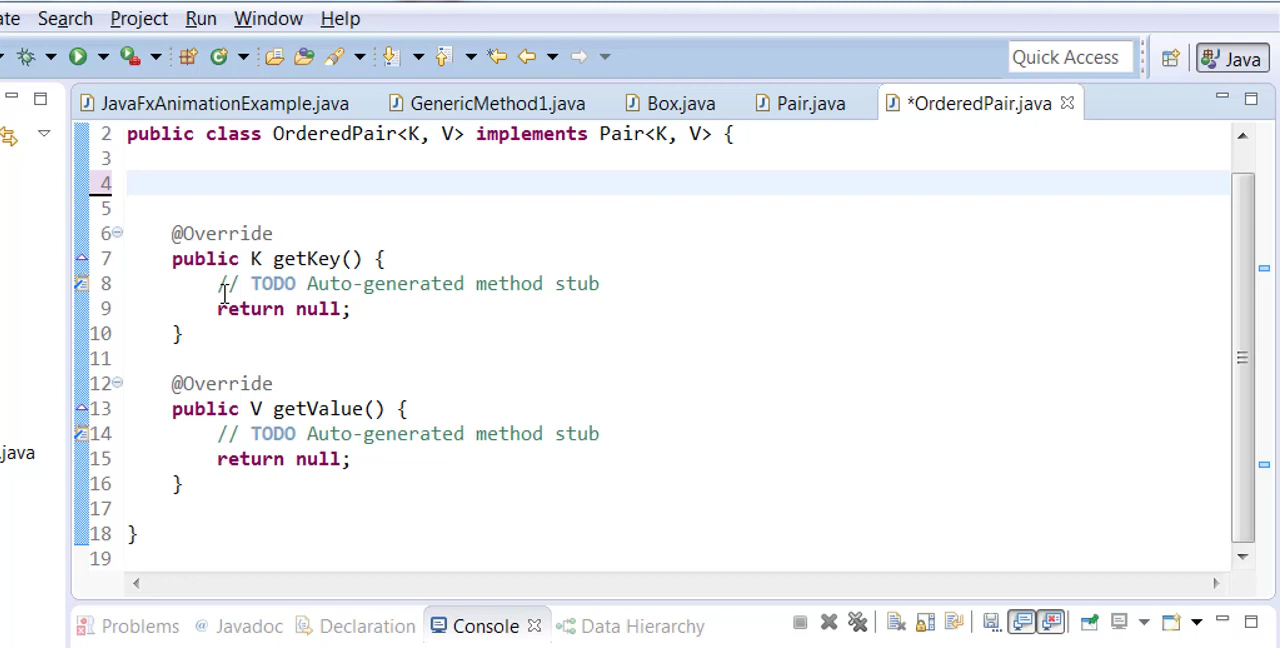 ate Search Project Run Window Help
Quick Access Java
JavaFxAnimationExample.java GenericMethod1.java Box.java Pair.java *OrderedPair.java
2 public class OrderedPair<K, V> implements Pair<K, V> {
3
4
5
6 @Override
7 public K getKey() {
8 // TODO Auto-generated method stub
9 return null;
10 }
11
12 @Override
13 public V getValue() {
14 // TODO Auto-generated method stub
.java
15 return null;
16 }
17
18 }
19
Problems @ Javadoc Declaration Console Data Hierarchy